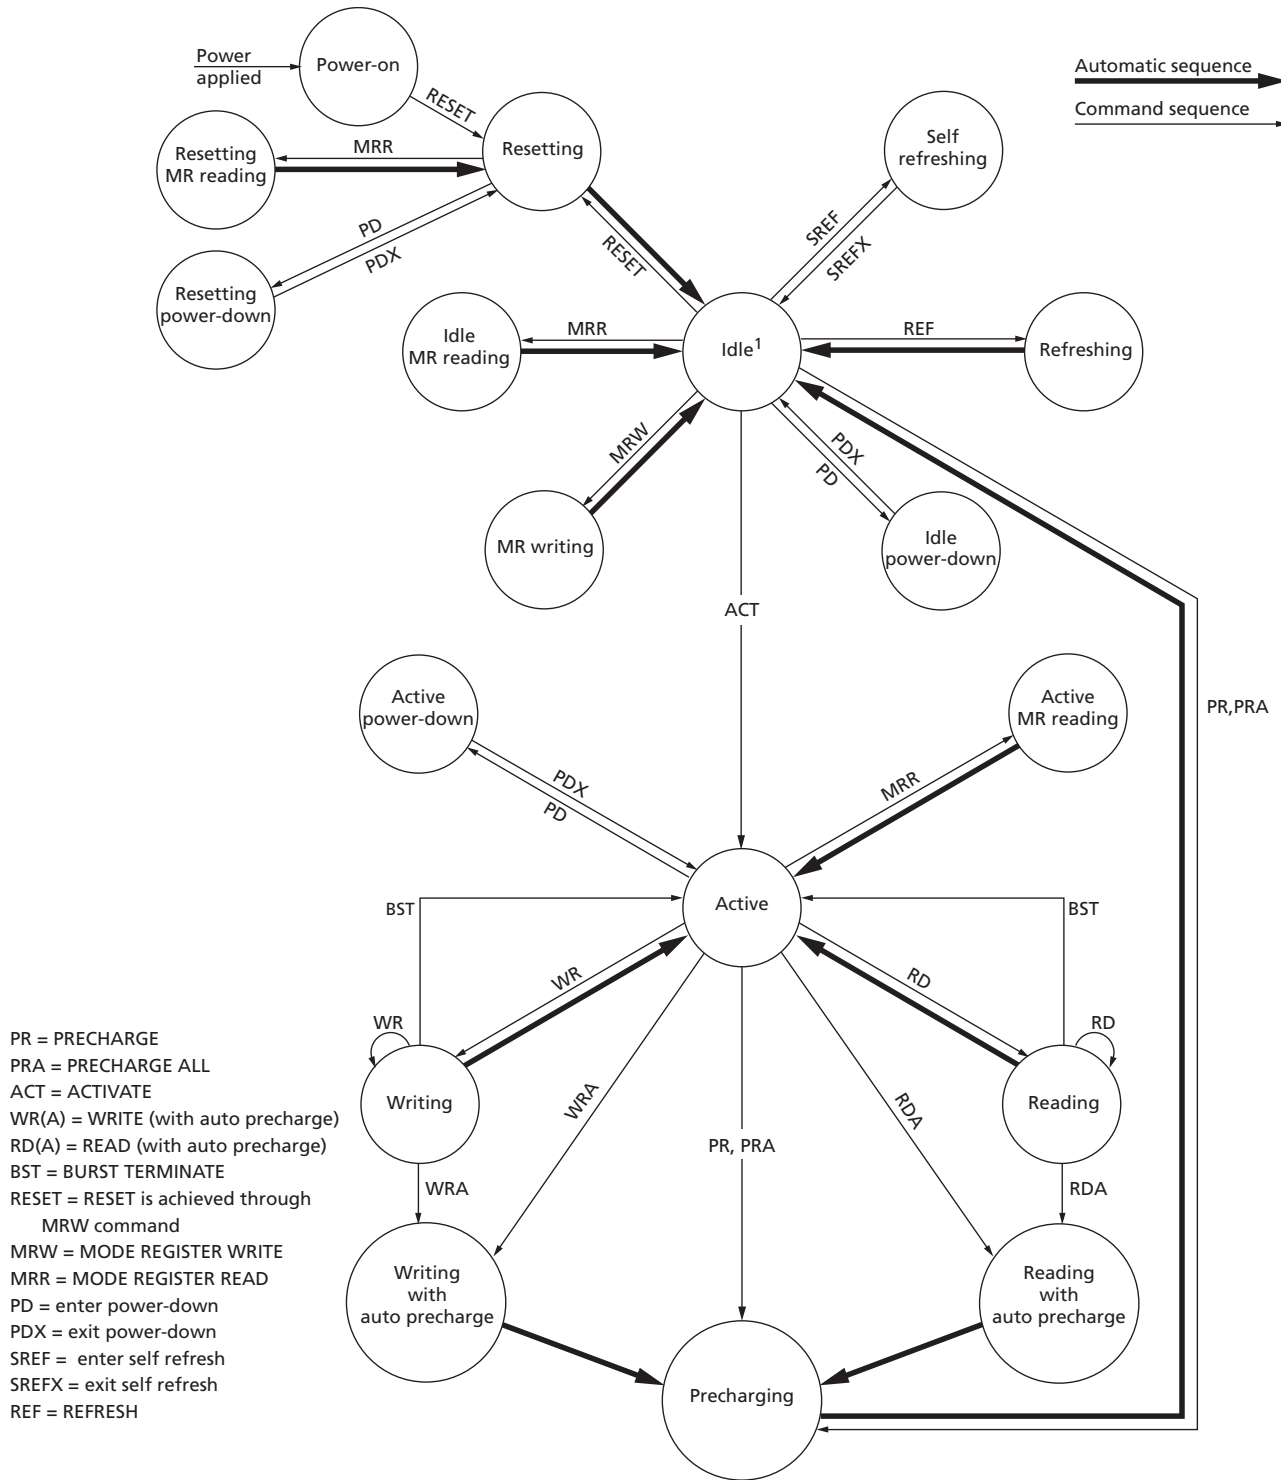 Power
applied
Power-on
Automatic sequence
Command sequence
RESET
Resetting
MR reading
MRR
Resetting
Self
refreshing
PD
PDX
RESET
SREF
SREFX
Resetting
power-down
Idle
MR reading
MRR
Idle1
REF
Refreshing
MRW
PDX
PD
MR writing
Idle
power-down
ACT
Active
power-down
Active
MR reading
PR,PRA
PDX
PD
MRR
BST
Active
BST
WR
RD
WR
RD
Writing
Reading
WRA
RDA
PR, PRA
WRA
RDA
Writing
with
auto precharge
Reading
with
auto precharge
Precharging
PR = PRECHARGE
PRA = PRECHARGE ALL
ACT = ACTIVATE
WR(A) = WRITE (with auto precharge)
RD(A) = READ (with auto precharge)
BST = BURST TERMINATE
RESET = RESET is achieved through
MRW command
MRW = MODE REGISTER WRITE
MRR = MODE REGISTER READ
PD = enter power-down
PDX = exit power-down
SREF = enter self refresh
SREFX = exit self refresh
REF = REFRESH